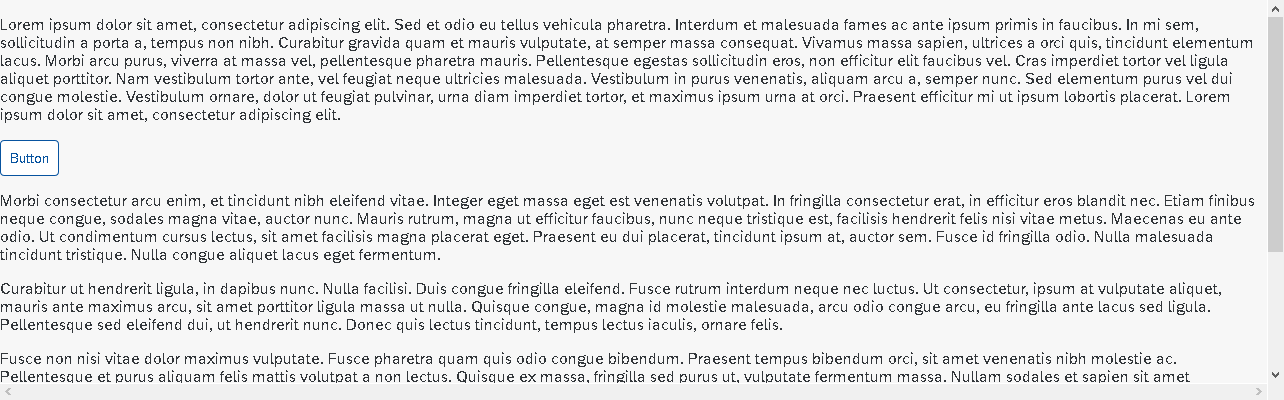 Lorem ipsum dolor sit amet, consectetur adipiscing elit. Sed et odio eu tellus vehicula pharetra. Interdum et malesuada fames ac ante ipsum primis in faucibus. In mi sem,
sollicitudin a porta a, tempus non nibh. Curabitur gravida quam et mauris vulputate, at semper massa consequat. Vivamus massa sapien, ultrices a orci quis, tincidunt elementum
lacus. Morbi arcu purus, viverra at massa vel, pellentesque pharetra mauris. Pellentesque egestas sollicitudin eros, non efficitur elit faucibus vel. Cras imperdiet tortor vel ligula
aliquet porttitor. Nam vestibulum tortor ante, vel feugiat neque ultricies malesuada. Vestibulum in purus venenatis, aliquam arcu a, semper nunc. Sed elementum purus vel dui
congue molestie. Vestibulum ornare, dolor ut feugiat pulvinar, urna diam imperdiet tortor, et maximus ipsum urna at orci. Praesent efficitur mi ut ipsum lobortis placerat. Lorem
ipsum dolor sit amet, consectetur adipiscing elit.
Button
Morbi consectetur arcu enim, et tincidunt nibh eleifend vitae. Integer eget massa eget est venenatis volutpat. In fringilla consectetur erat, in efficitur eros blandit nec. Etiam finibus
neque congue, sodales magna vitae, auctor nunc. Mauris rutrum, magna ut efficitur faucibus, nunc neque tristique est, facilisis hendrerit felis nisi vitae metus. Maecenas eu ante
odio. Ut condimentum cursus lectus, sit amet facilisis magna placerat eget. Praesent eu dui placerat, tincidunt ipsum at, auctor sem. Fusce id fringilla odio. Nulla malesuada
tincidunt tristique. Nulla congue aliquet lacus eget fermentum.
Curabitur ut hendrerit ligula, in dapibus nunc. Nulla facilisi. Duis congue fringilla eleifend. Fusce rutrum interdum neque nec luctus. Ut consectetur, ipsum at vulputate aliquet,
mauris ante maximus arcu, sit amet porttitor ligula massa ut nulla. Quisque congue, magna id molestie malesuada, arcu odio congue arcu, eu fringilla ante lacus sed ligula.
Pellentesque sed eleifend dui, ut hendrerit nunc. Donec quis lectus tincidunt, tempus lectus iaculis, ornare felis.
Fusce non nisi vitae dolor maximus vulputate. Fusce pharetra quam quis odio congue bibendum. Praesent tempus bibendum orci, sit amet venenatis nibh molestie ac.
Pellentesque et purus aliquam felis mattis volutpat a non lectus. Quisque ex massa, fringilla sed purus ut, vulputate fermentum massa. Nullam sodales et sapien sit amet